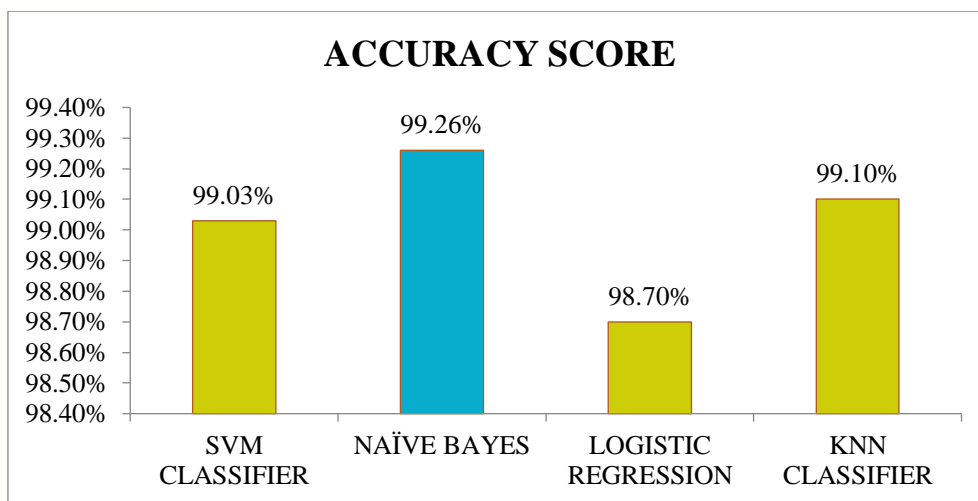 ACCURACY SCORE
99.40%
99.30%
99.20%
99.10%
99.00%
98.90%
98.80%
98.70%
98.60%
98.50%
98.40%
99.03%
99.26%
98.70%
99.10%
SVM
CLASSIFIER
NAÏVE BAYES
LOGISTIC
REGRESSION
KNN
CLASSIFIER